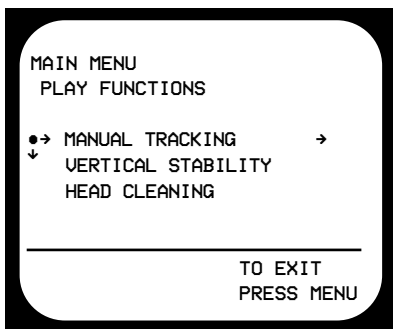 MAIN MENU
PLAY FUNCTIONS
MANUAL TRACKING
VERTICAL STABILITY
HEAD CLEANING
TO EXIT
PRESS MENU